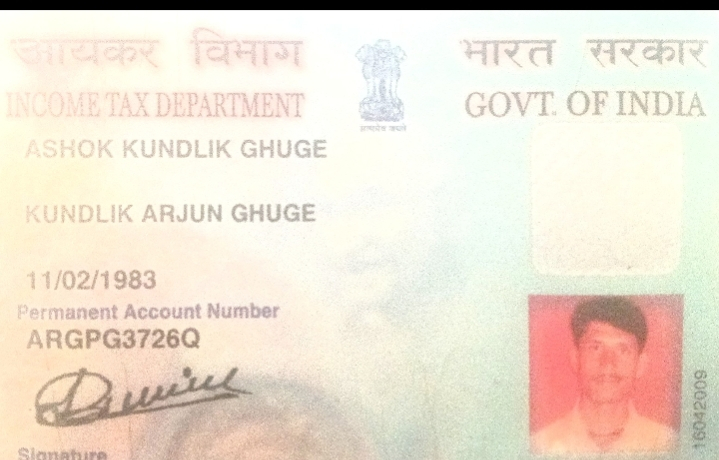 आयकर विभाग
भारत सरकार
INCOME TAX DEPARTMENT
GOVT. OF INDIA
सत्यमेव जयते
ASHOK KUNDLIK GHUGE
KUNDLIK ARJUN GHUGE
11/02/1983
Permanent Account Number
ARGPG3726Q
Signature
16042009